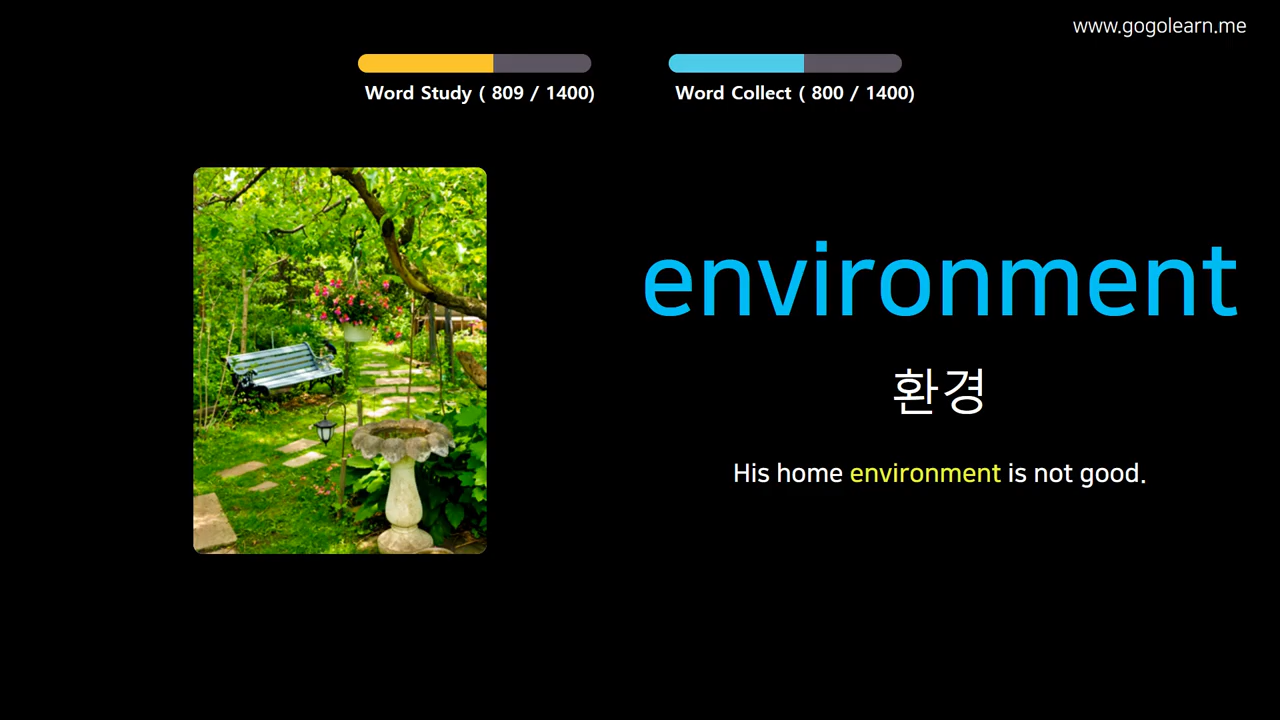 www.gogolearn.me
Word Study ( 809 / 1400)
Word Collect ( 800 / 1400)
environment
환경
His home environment is not good.